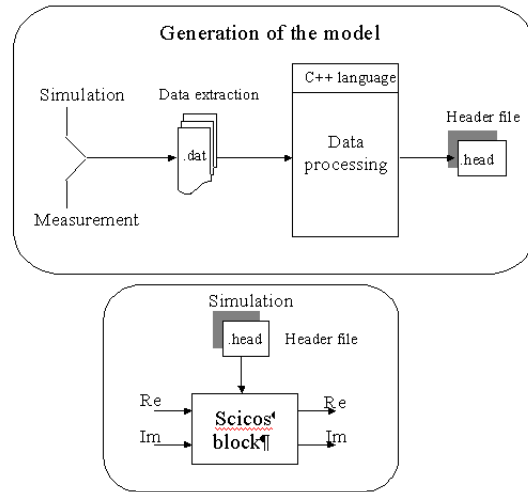 Generation of the model
C++ language
Simulation
Data extraction
Header file
.dat
Data
processing
.head
Measurement
Simulation
.head
Header file
Re
Re
Scicos
block¶
Im
Im